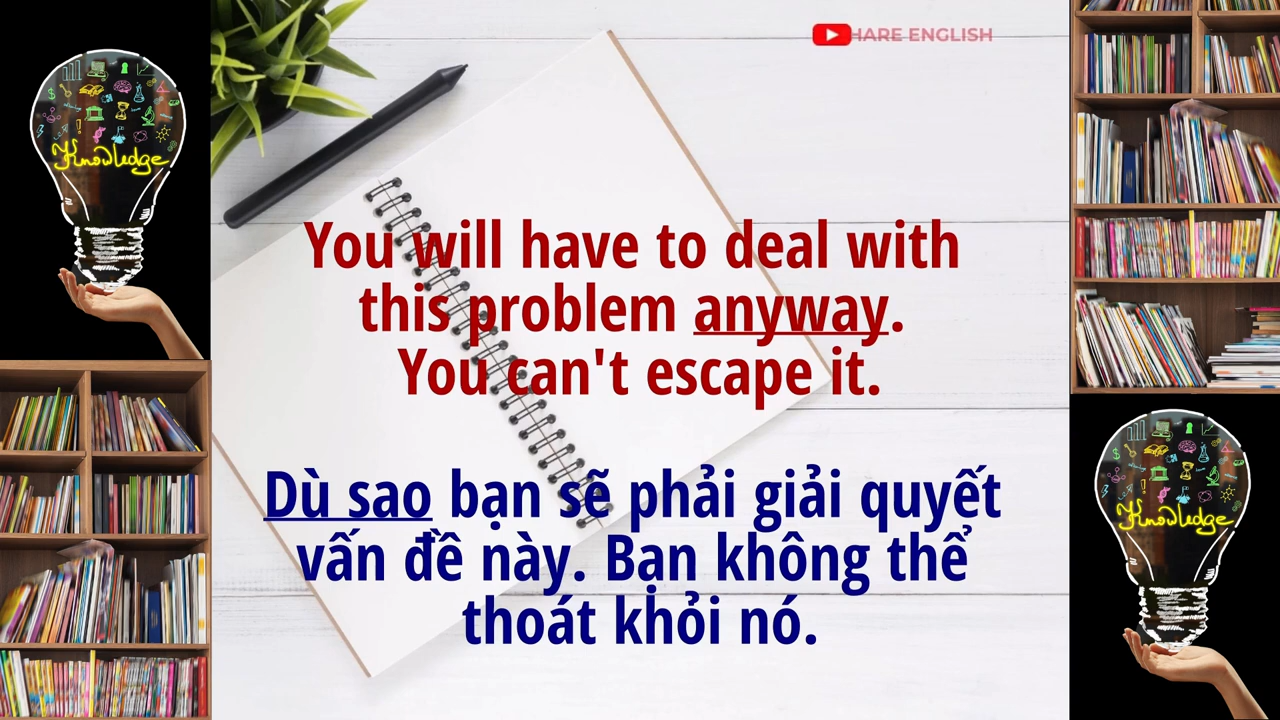 HARE ENGLISH
Knowledge
You will have to deal with
this problem anyway.
You can't escape it.
Dù sao bạn sẽ phải giải quyết
vấn đề này. Bạn không thể
thoát khỏi nó.
Knowledge